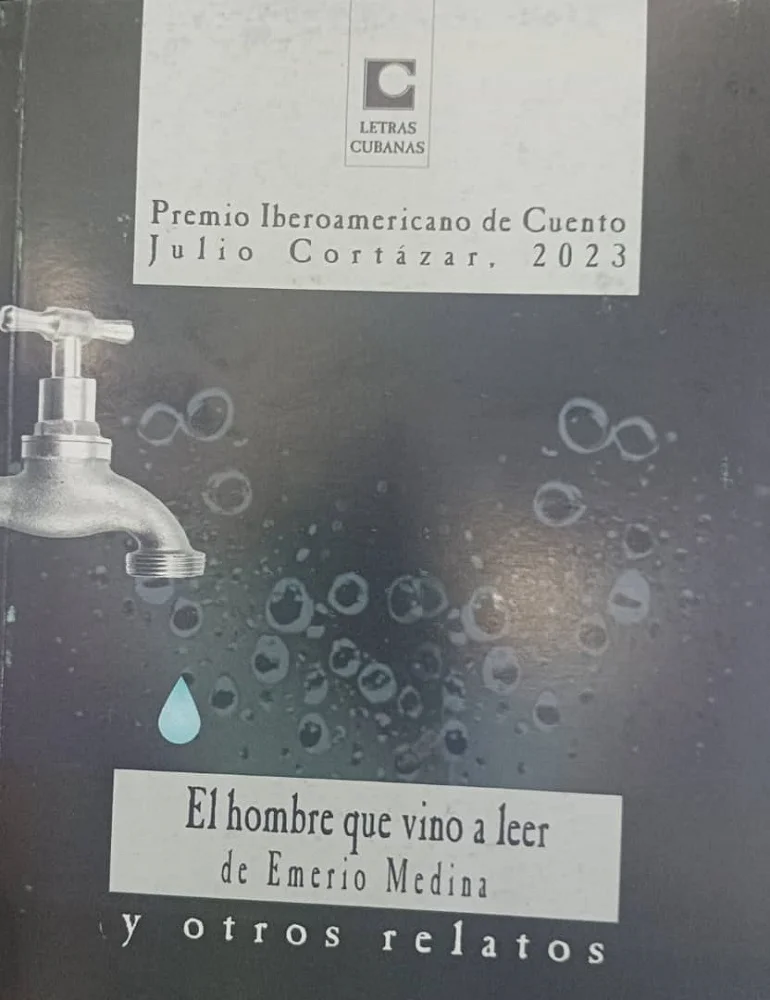 LETRAS
CUBANAS
Premio Iberoamericano de Cuento
Julio Cortázar, 2023
El hombre que vino a leer
de Emerio Medina
y otros relatos